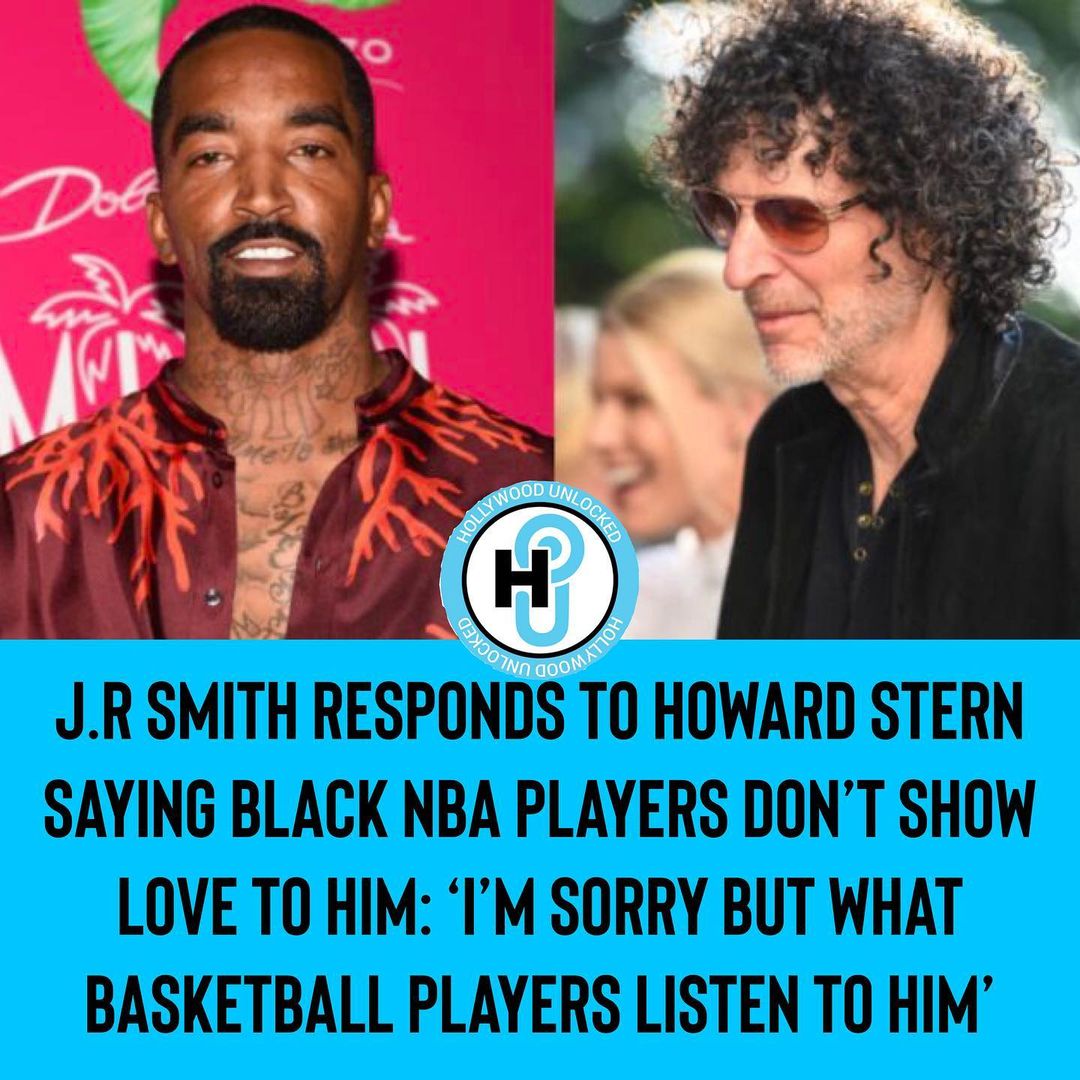 HOLLYWOOD UNLOCKED
H
HOLLYWOOD UNLOCKED
J.R SMITH RESPONDS TO HOWARD STERN
SAYING BLACK NBA PLAYERS DON'T SHOW
LOVE TO HIM: 'I'M SORRY BUT WHAT
BASKETBALL PLAYERS LISTEN TO HIM'